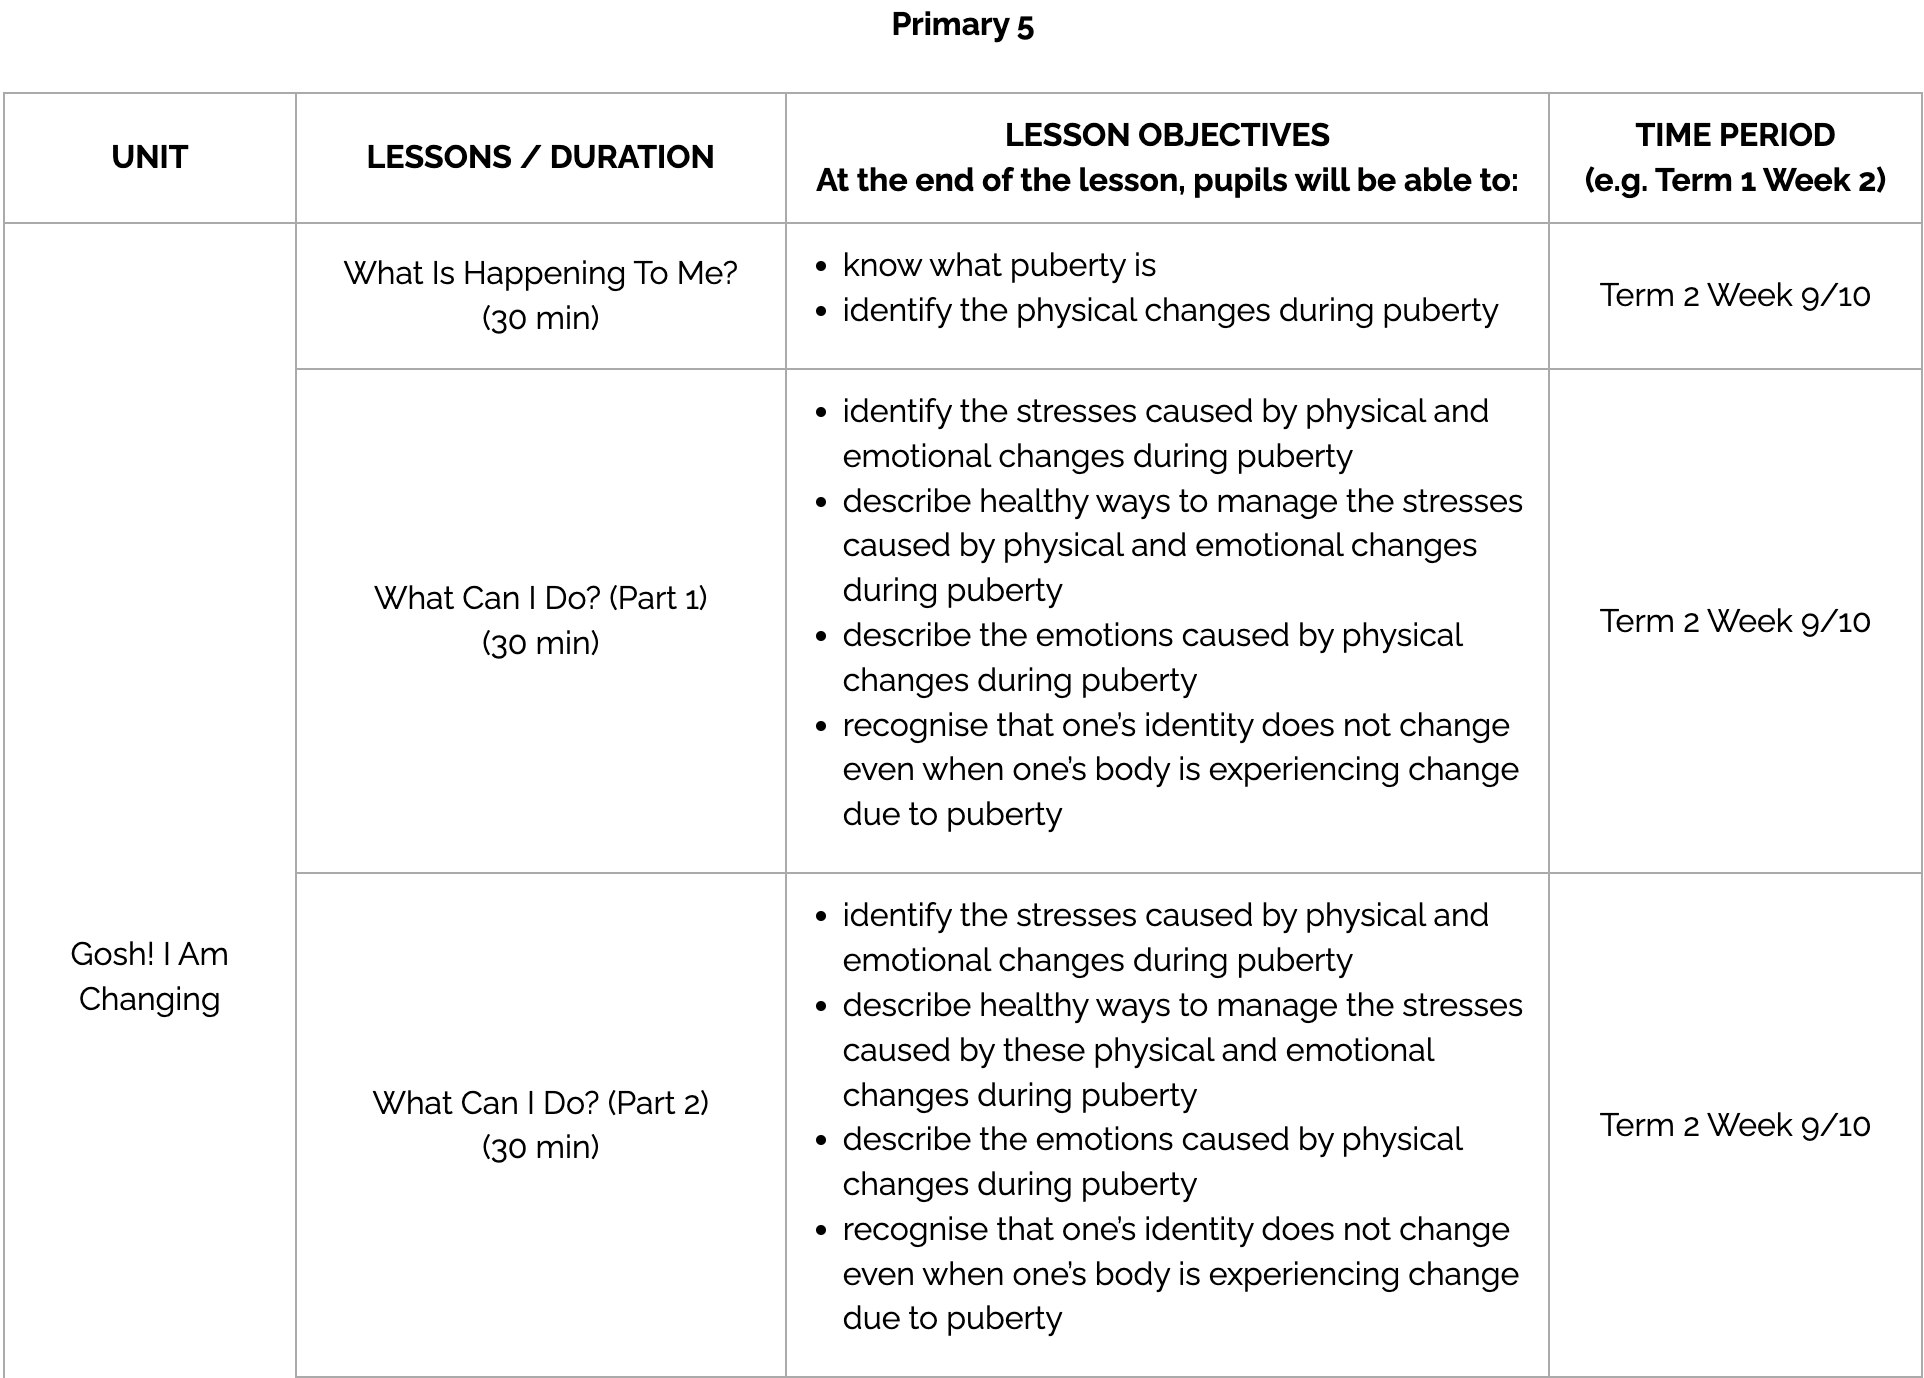 Primary 5
UNIT
LESSONS / DURATION
LESSON OBJECTIVES
At the end of the lesson, pupils will be able to:
TIME PERIOD
(e.g. Term 1 Week 2)
Gosh! I Am
Changing
What Is Happening To Me?
(30 min)
• know what puberty is
• identify the physical changes during puberty
Term 2 Week 9/10
What Can I Do? (Part 1)
(30 min)
• identify the stresses caused by physical and
emotional changes during puberty
• describe healthy ways to manage the stresses
caused by physical and emotional changes
during puberty
• describe the emotions caused by physical
changes during puberty
• recognise that one’s identity does not change
even when one’s body is experiencing change
due to puberty
Term 2 Week 9/10
What Can I Do? (Part 2)
(30 min)
• identify the stresses caused by physical and
emotional changes during puberty
• describe healthy ways to manage the stresses
caused by these physical and emotional
changes during puberty
• describe the emotions caused by physical
changes during puberty
• recognise that one’s identity does not change
even when one’s body is experiencing change
due to puberty
Term 2 Week 9/10